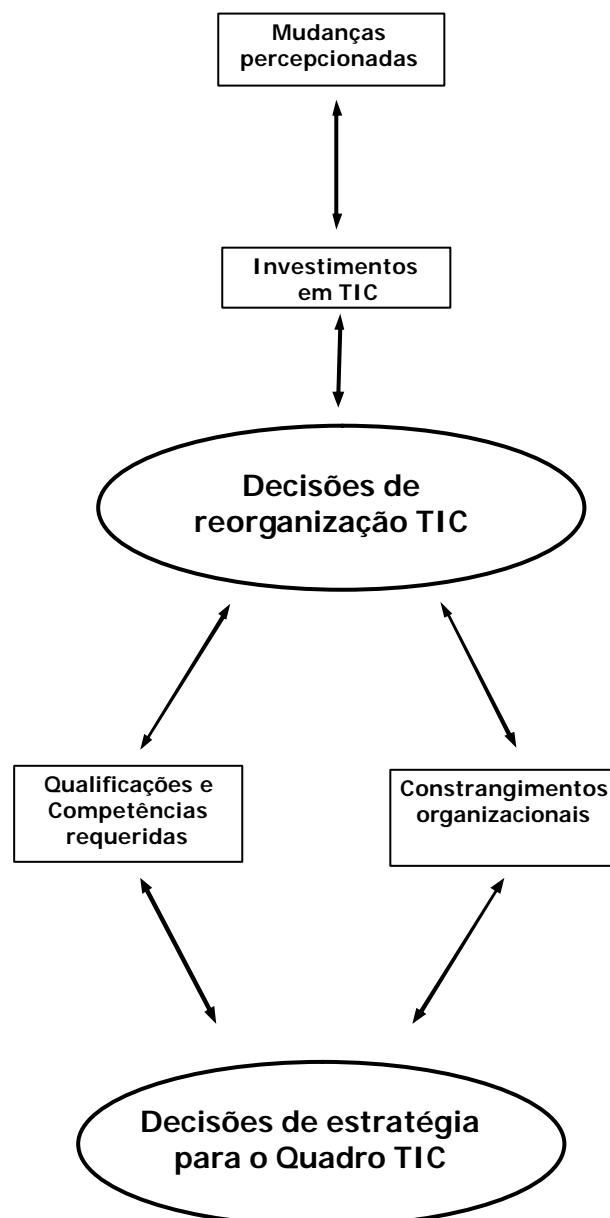 Mudanças
percepcionadas
Investimentos
em TIC
Decisões de
reorganização TIC
Qualificações e
Competências
requeridas
Constrangimentos
organizacionais
Decisões de estratégia
para o Quadro TIC